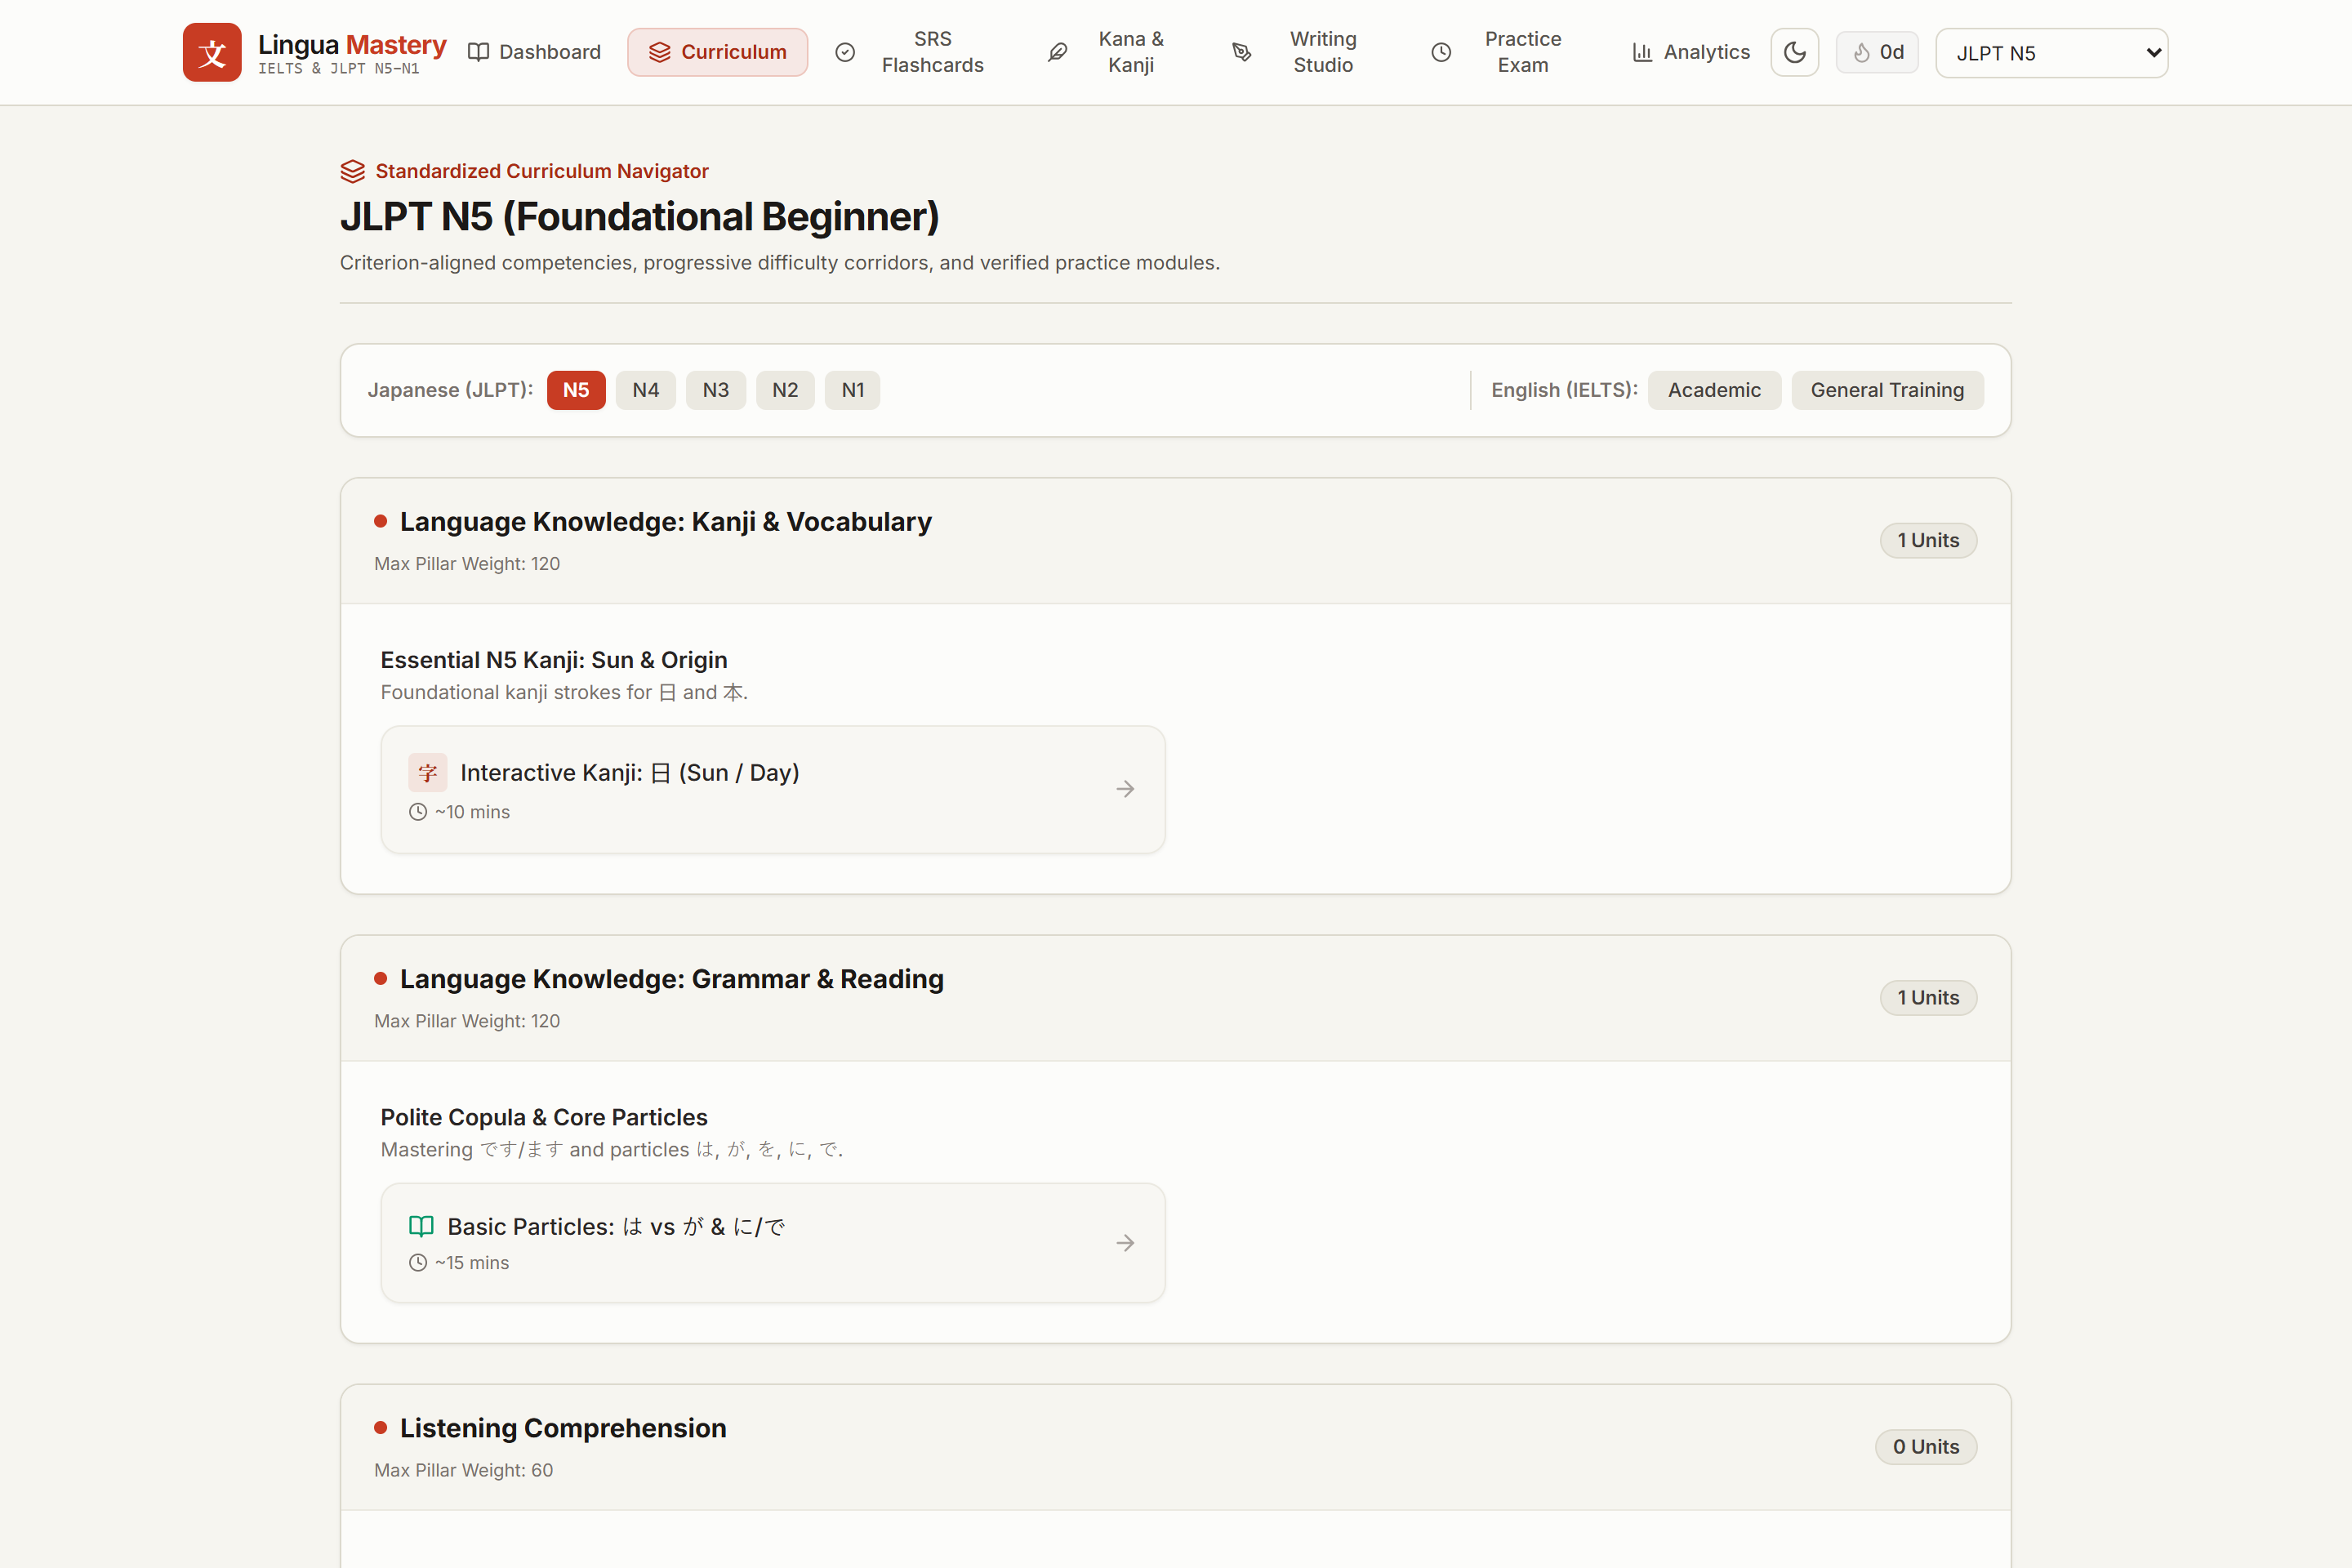 文
Lingua Mastery
IELTS & JLPT N5–N1
Dashboard
Curriculum
SRS Flashcards
Kana & Kanji
Writing Studio
Practice Exam
Analytics
0d
JLPT N5
Standardized Curriculum Navigator
JLPT N5 (Foundational Beginner)
Criterion-aligned competencies, progressive difficulty corridors, and verified practice modules.
Japanese (JLPT): N5 N4 N3 N2 N1
English (IELTS): Academic General Training
Language Knowledge: Kanji & Vocabulary
Max Pillar Weight: 120
1 Units
Essential N5 Kanji: Sun & Origin
Foundational kanji strokes for 日 and 本.
字 Interactive Kanji: 日 (Sun / Day)
~10 mins
Language Knowledge: Grammar & Reading
Max Pillar Weight: 120
1 Units
Polite Copula & Core Particles
Mastering です/ます and particles は, が, を, に, で.
Basic Particles: は vs が & に/で
~15 mins
Listening Comprehension
Max Pillar Weight: 60
0 Units